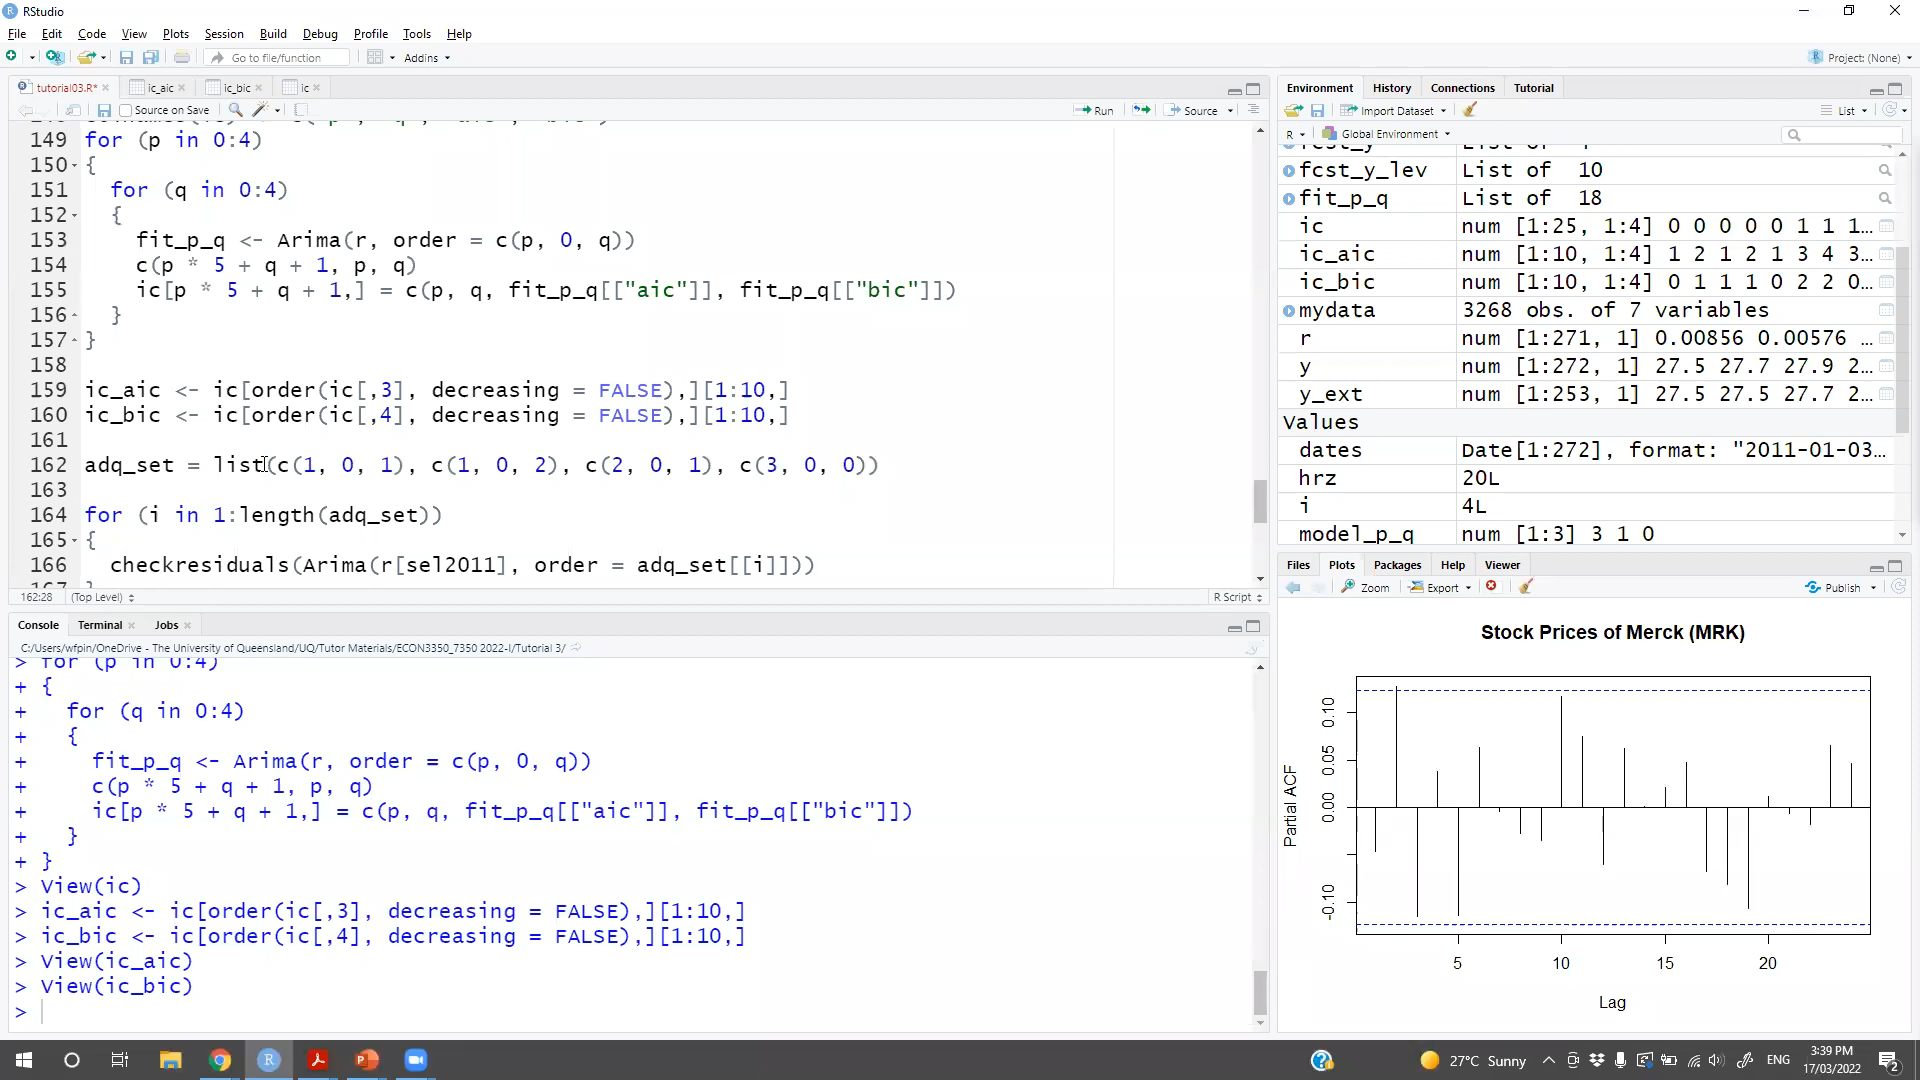 RStudio
File Edit Code View Plots Session Build Debug Profile Tools Help
Go to file/function Addins Project: (None)
tutorial03.R* ic_aic ic_bic ic
Source on Save Run Source
149 for (p in 0:4)
150 {
151 for (q in 0:4)
152 {
153 fit_p_q <- Arima(r, order = c(p, 0, q))
154 c(p * 5 + q + 1, p, q)
155 ic[p * 5 + q + 1,] = c(p, q, fit_p_q[["aic"]], fit_p_q[["bic"]])
156 }
157 }
158
159 ic_aic <- ic[order(ic[,3], decreasing = FALSE),][1:10,]
160 ic_bic <- ic[order(ic[,4], decreasing = FALSE),][1:10,]
161
162 adq_set = list(c(1, 0, 1), c(1, 0, 2), c(2, 0, 1), c(3, 0, 0))
163
164 for (i in 1:length(adq_set))
165 {
166 checkresiduals(Arima(r[sel2011], order = adq_set[[i]]))
162:28 (Top Level) R Script
Console Terminal Jobs
C:/Users/wfpin/OneDrive - The University of Queensland/UQ/Tutor Materials/ECON3350_7350 2022-I/Tutorial 3/
> for (p in 0:4)
+ {
+ for (q in 0:4)
+ {
+ fit_p_q <- Arima(r, order = c(p, 0, q))
+ c(p * 5 + q + 1, p, q)
+ ic[p * 5 + q + 1,] = c(p, q, fit_p_q[["aic"]], fit_p_q[["bic"]])
+ }
+ }
> View(ic)
> ic_aic <- ic[order(ic[,3], decreasing = FALSE),][1:10,]
> ic_bic <- ic[order(ic[,4], decreasing = FALSE),][1:10,]
> View(ic_aic)
> View(ic_bic)
>
Environment History Connections Tutorial
Import Dataset List
R Global Environment
fcst_y_lev List of 10
fit_p_q List of 18
ic num [1:25, 1:4] 0 0 0 0 0 1 1 1…
ic_aic num [1:10, 1:4] 1 2 1 2 1 3 4 3…
ic_bic num [1:10, 1:4] 0 1 1 1 0 2 2 0…
mydata 3268 obs. of 7 variables
r num [1:271, 1] 0.00856 0.00576 …
y num [1:272, 1] 27.5 27.7 27.9 2…
y_ext num [1:253, 1] 27.5 27.5 27.7 2…
Values
dates Date[1:272], format: "2011-01-03…
hrz 20L
i 4L
model_p_q num [1:3] 3 1 0
Files Plots Packages Help Viewer
Zoom Export Publish
Stock Prices of Merck (MRK)
Partial ACF
0.10
0.05
0.00
-0.10
5 10 15 20
Lag
27°C Sunny ENG 3:39 PM
17/03/2022
2